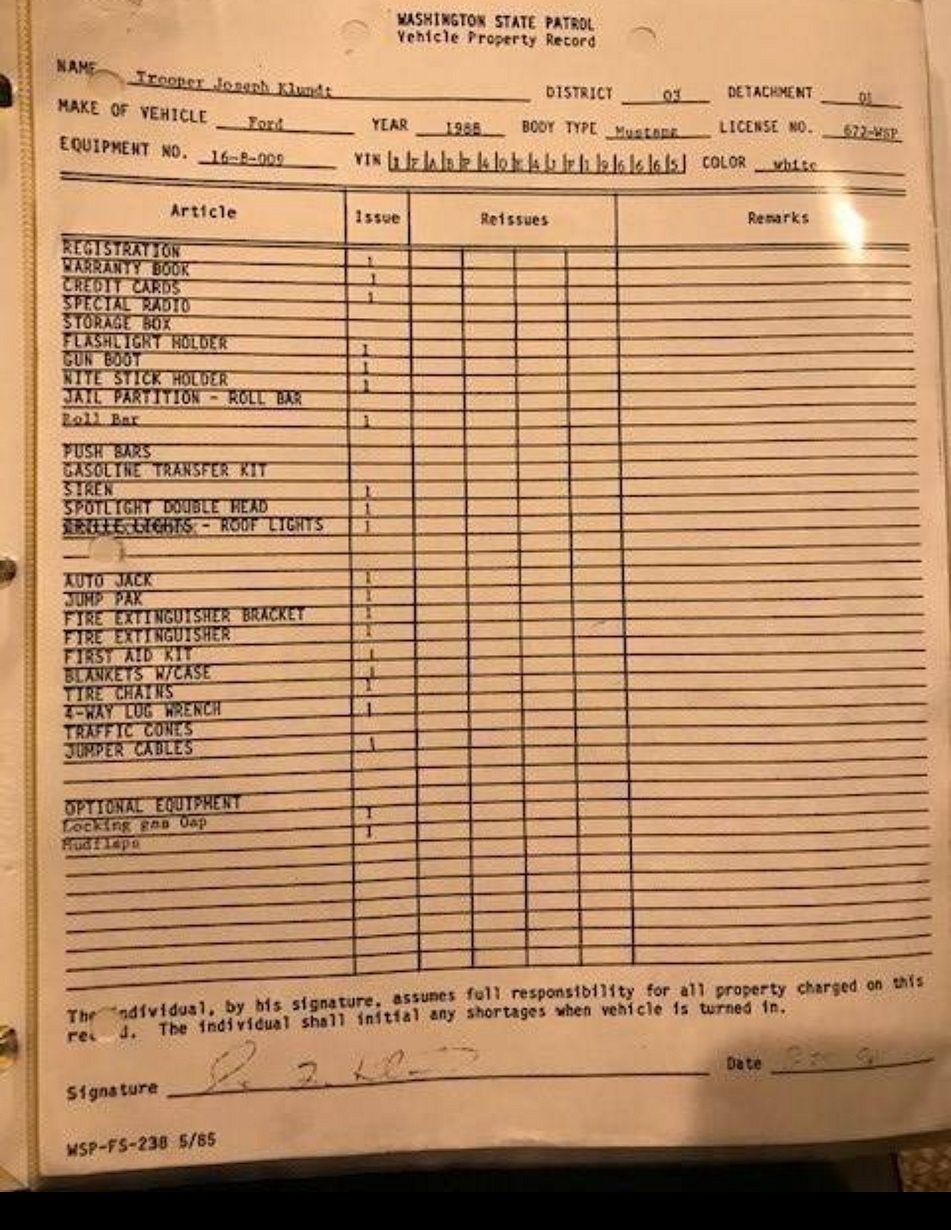 WASHINGTON STATE PATROL
Vehicle Property Record
NAME Trooper Joseph Klundt DISTRICT 03 DETACHMENT 01
MAKE OF VEHICLE Ford YEAR 1988 BODY TYPE Mustang LICENSE NO. 672-WSP
EQUIPMENT NO. 16-8-009 VIN COLOR white
Article Issue Reissues Remarks
REGISTRATION 1
WARRANTY BOOK 1
CREDIT CARDS 1
SPECIAL RADIO
STORAGE BOX
FLASHLIGHT HOLDER 1
GUN BOOT 1
NITE STICK HOLDER 1
JAIL PARTITION - ROLL BAR
Roll Bar 1
PUSH BARS
GASOLINE TRANSFER KIT
SIREN 1
SPOTLIGHT DOUBLE HEAD 1
GRILLE LIGHTS - ROOF LIGHTS 1
AUTO JACK 1
JUMP PAK 1
FIRE EXTINGUISHER BRACKET 1
FIRE EXTINGUISHER 1
FIRST AID KIT 1
BLANKETS W/CASE 1
TIRE CHAINS 1
4-WAY LUG WRENCH 1
TRAFFIC CONES
JUMPER CABLES 1
OPTIONAL EQUIPMENT
Locking gas Cap 1
Mudflaps 1
The individual, by his signature, assumes full responsibility for all property charged on this
record. The individual shall initial any shortages when vehicle is turned in.
Signature Date
WSP-FS-238 5/85